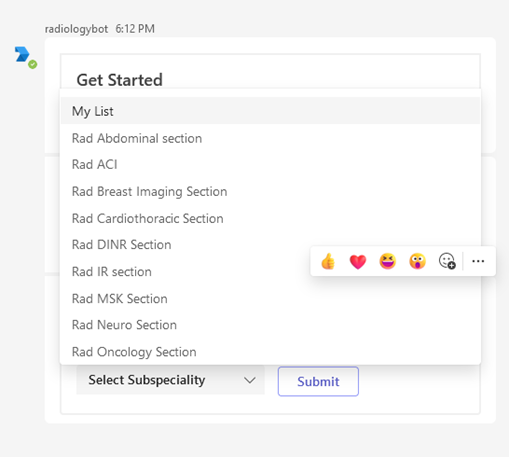 radiologybot 6:12 PM
Get Started
My List
Rad Abdominal section
Rad ACI
Rad Breast Imaging Section
Rad Cardiothoracic Section
Rad DINR Section
Rad IR section
Rad MSK Section
Rad Neuro Section
Rad Oncology Section
Select Subspeciality Submit